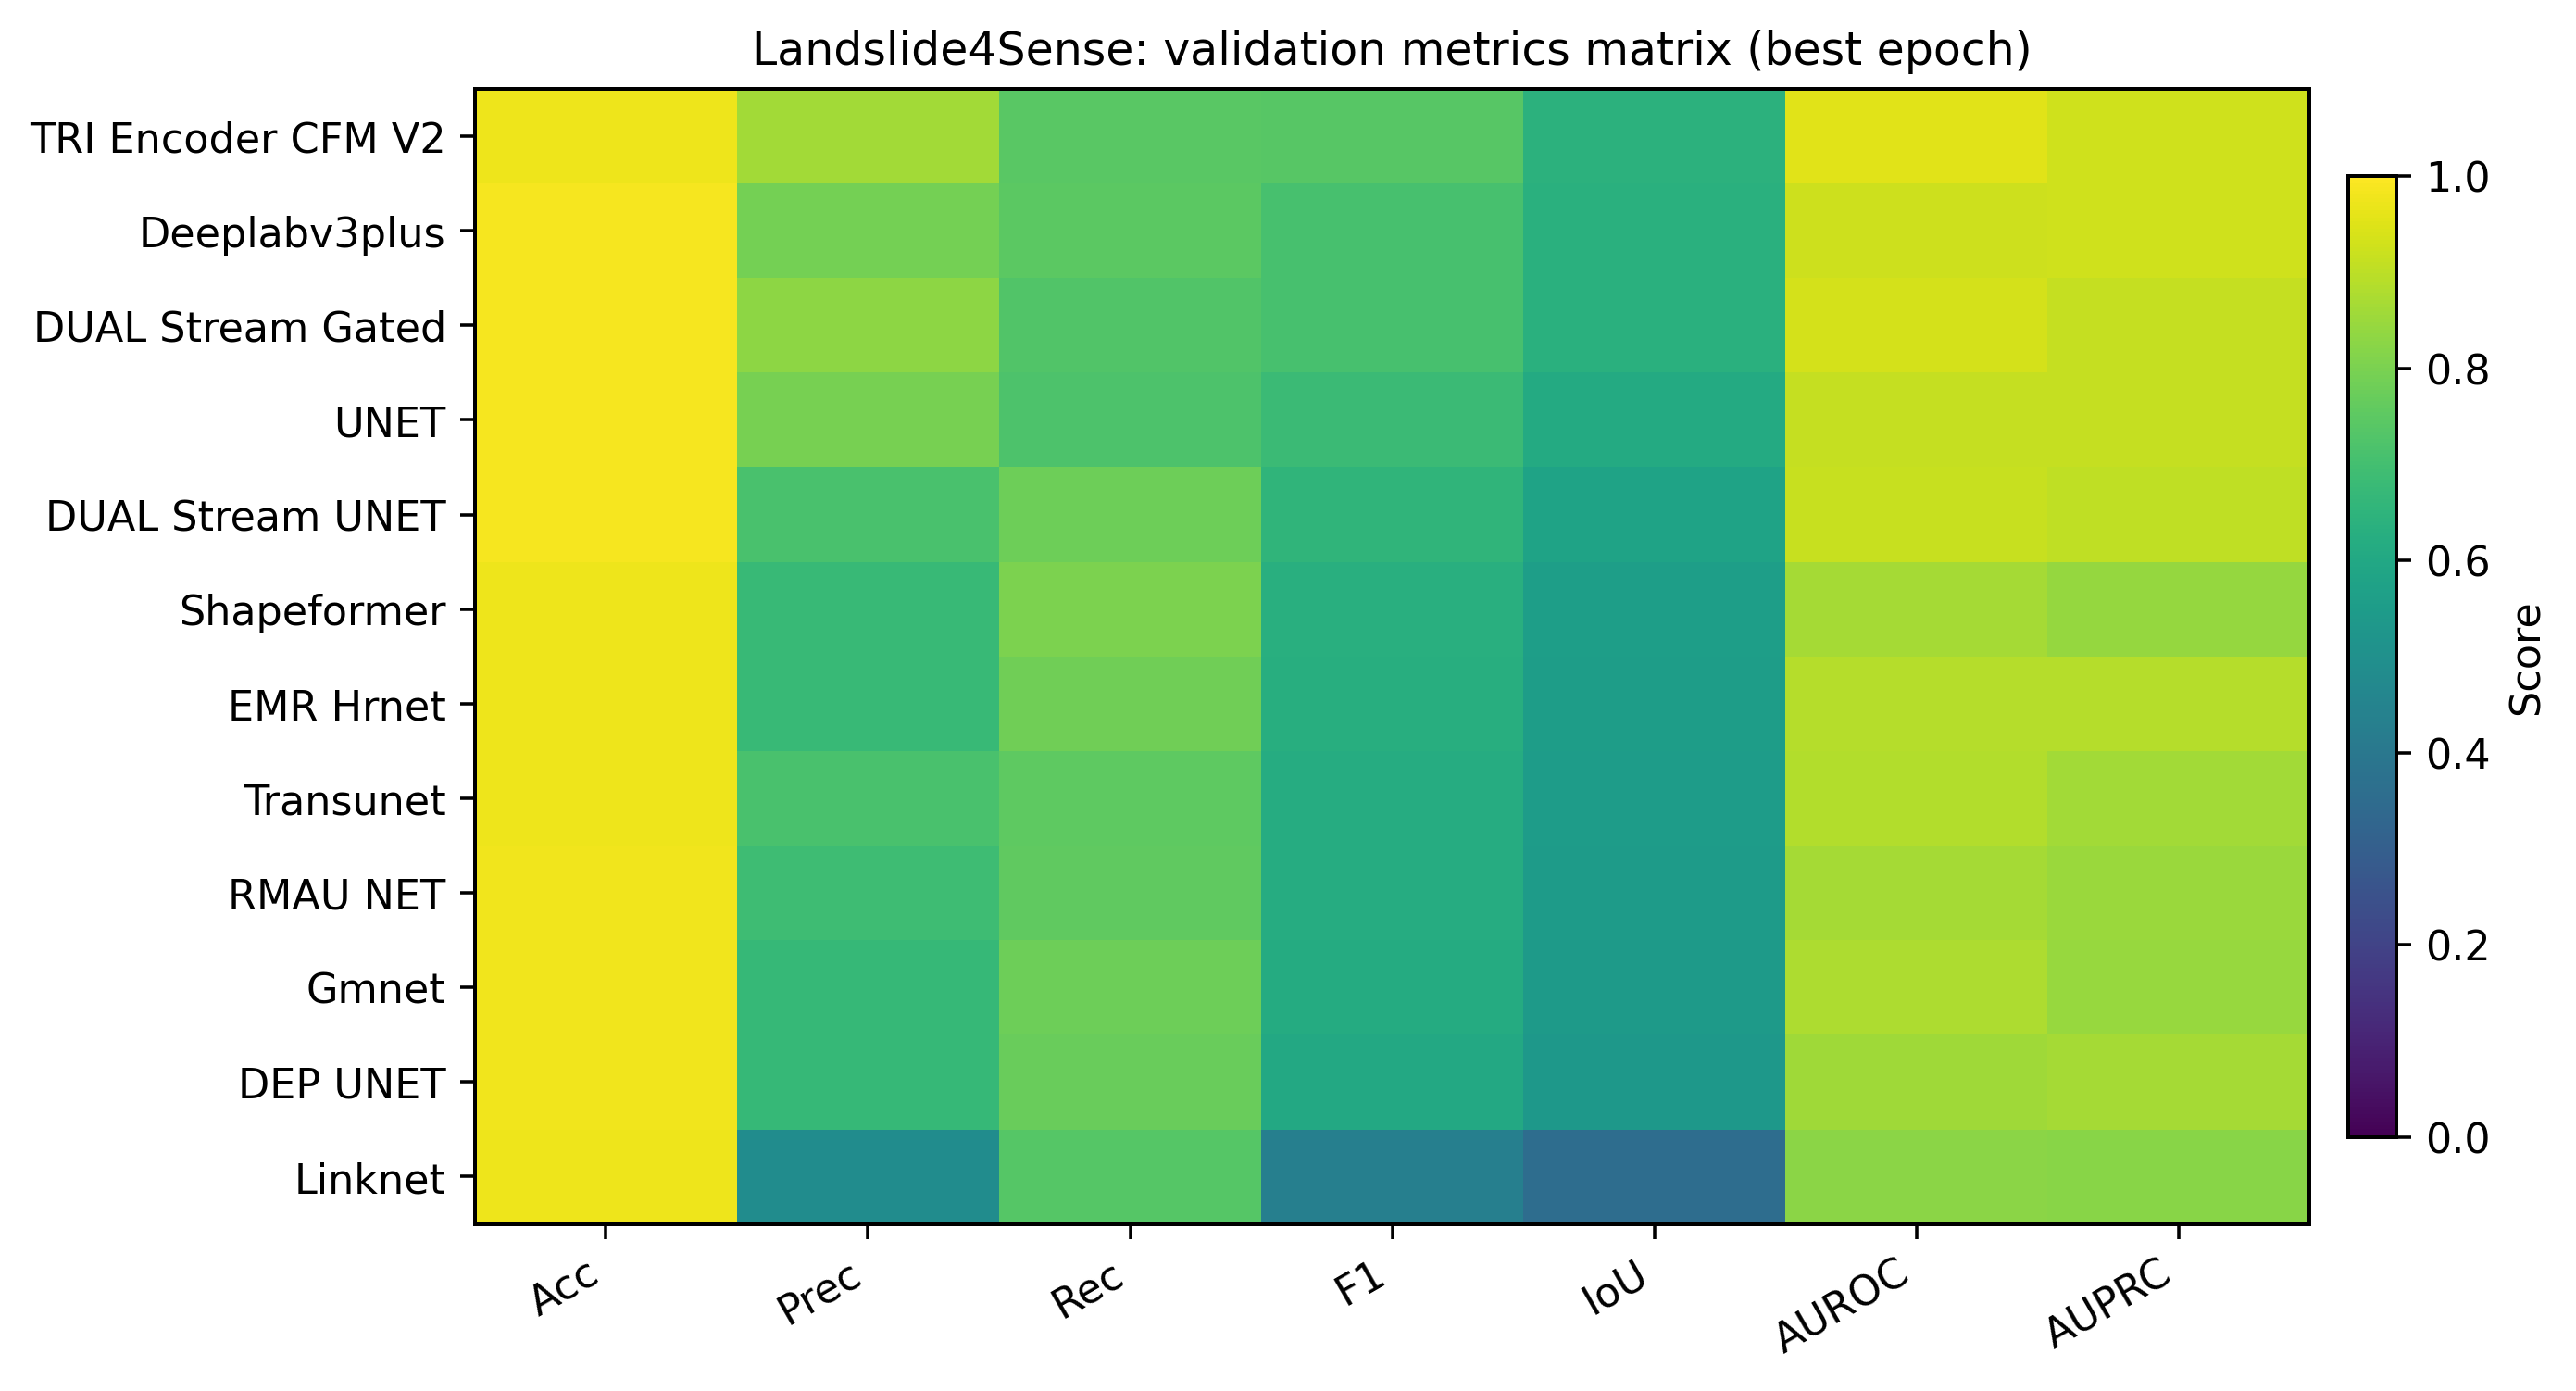 Landslide4Sense: validation metrics matrix (best epoch)
TRI Encoder CFM V2
Deeplabv3plus
DUAL Stream Gated
UNET
DUAL Stream UNET
Shapeformer
EMR Hrnet
Transunet
RMAU NET
Gmnet
DEP UNET
Linknet
Acc
Prec
Rec
F1
IoU
AUROC
AUPRC
1.0
0.8
0.6
0.4
0.2
0.0
Score